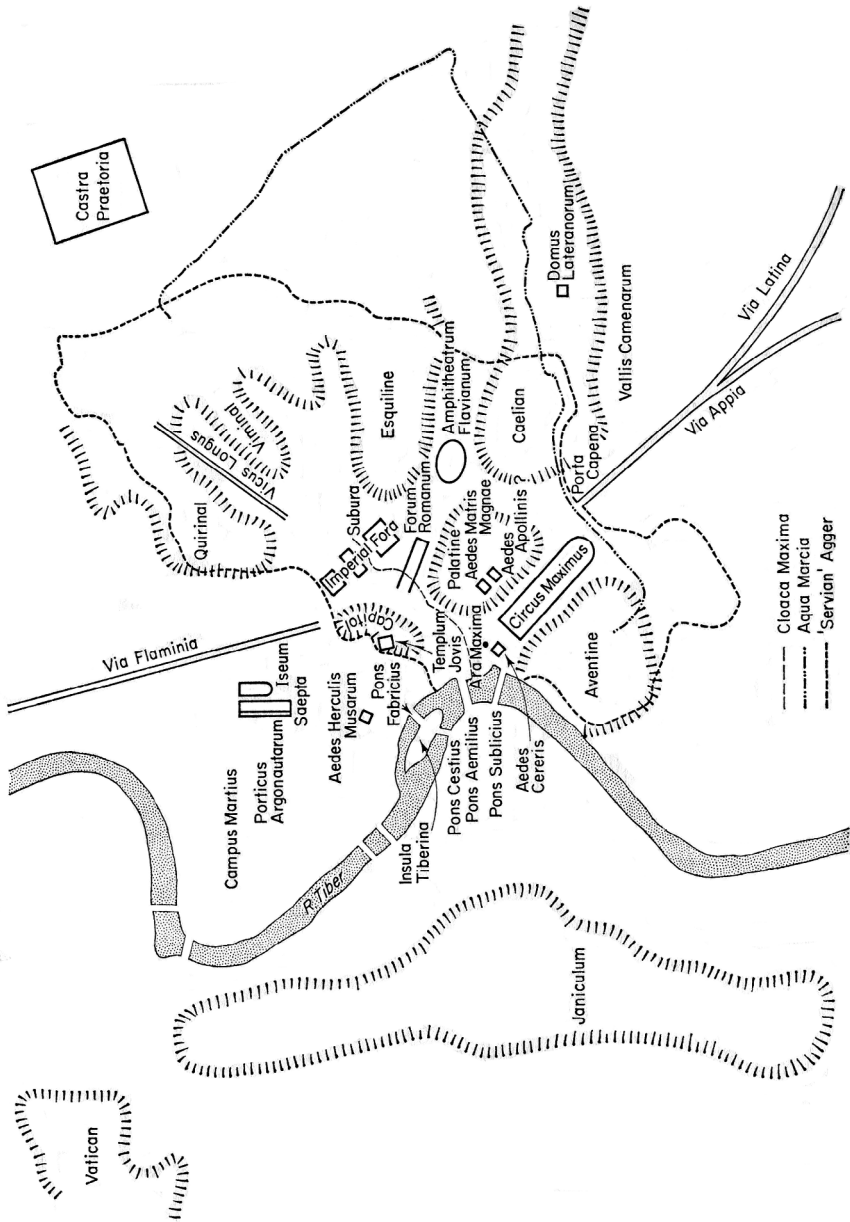 Castra
Praetoria
Vatican
Via Flaminia
Quirinal
Vicus Longus
Viminal
Esquiline
Subura
Imperial Fora
Forum
Romanum
Amphitheatrum
Flavianum
Capitol
Iseum
Saepta
Porticus
Argonautarum
Campus Martius
Aedes Herculis
Musarum
Pons
Fabricius
Templum
Jovis
Palatine
Aedes Matris
Magnae
Aedes
Apollinis ?
Caelian
Domus
Lateranorum
Vallis Camenarum
Porta
Capena
Via Latina
Via Appia
Circus Maximus
Ara Maxima
Aventine
R. Tiber
Insula
Tiberina
Pons Cestius
Pons Aemilius
Pons Sublicius
Aedes
Cereris
Janiculum
Cloaca Maxima
Aqua Marcia
'Servian' Agger